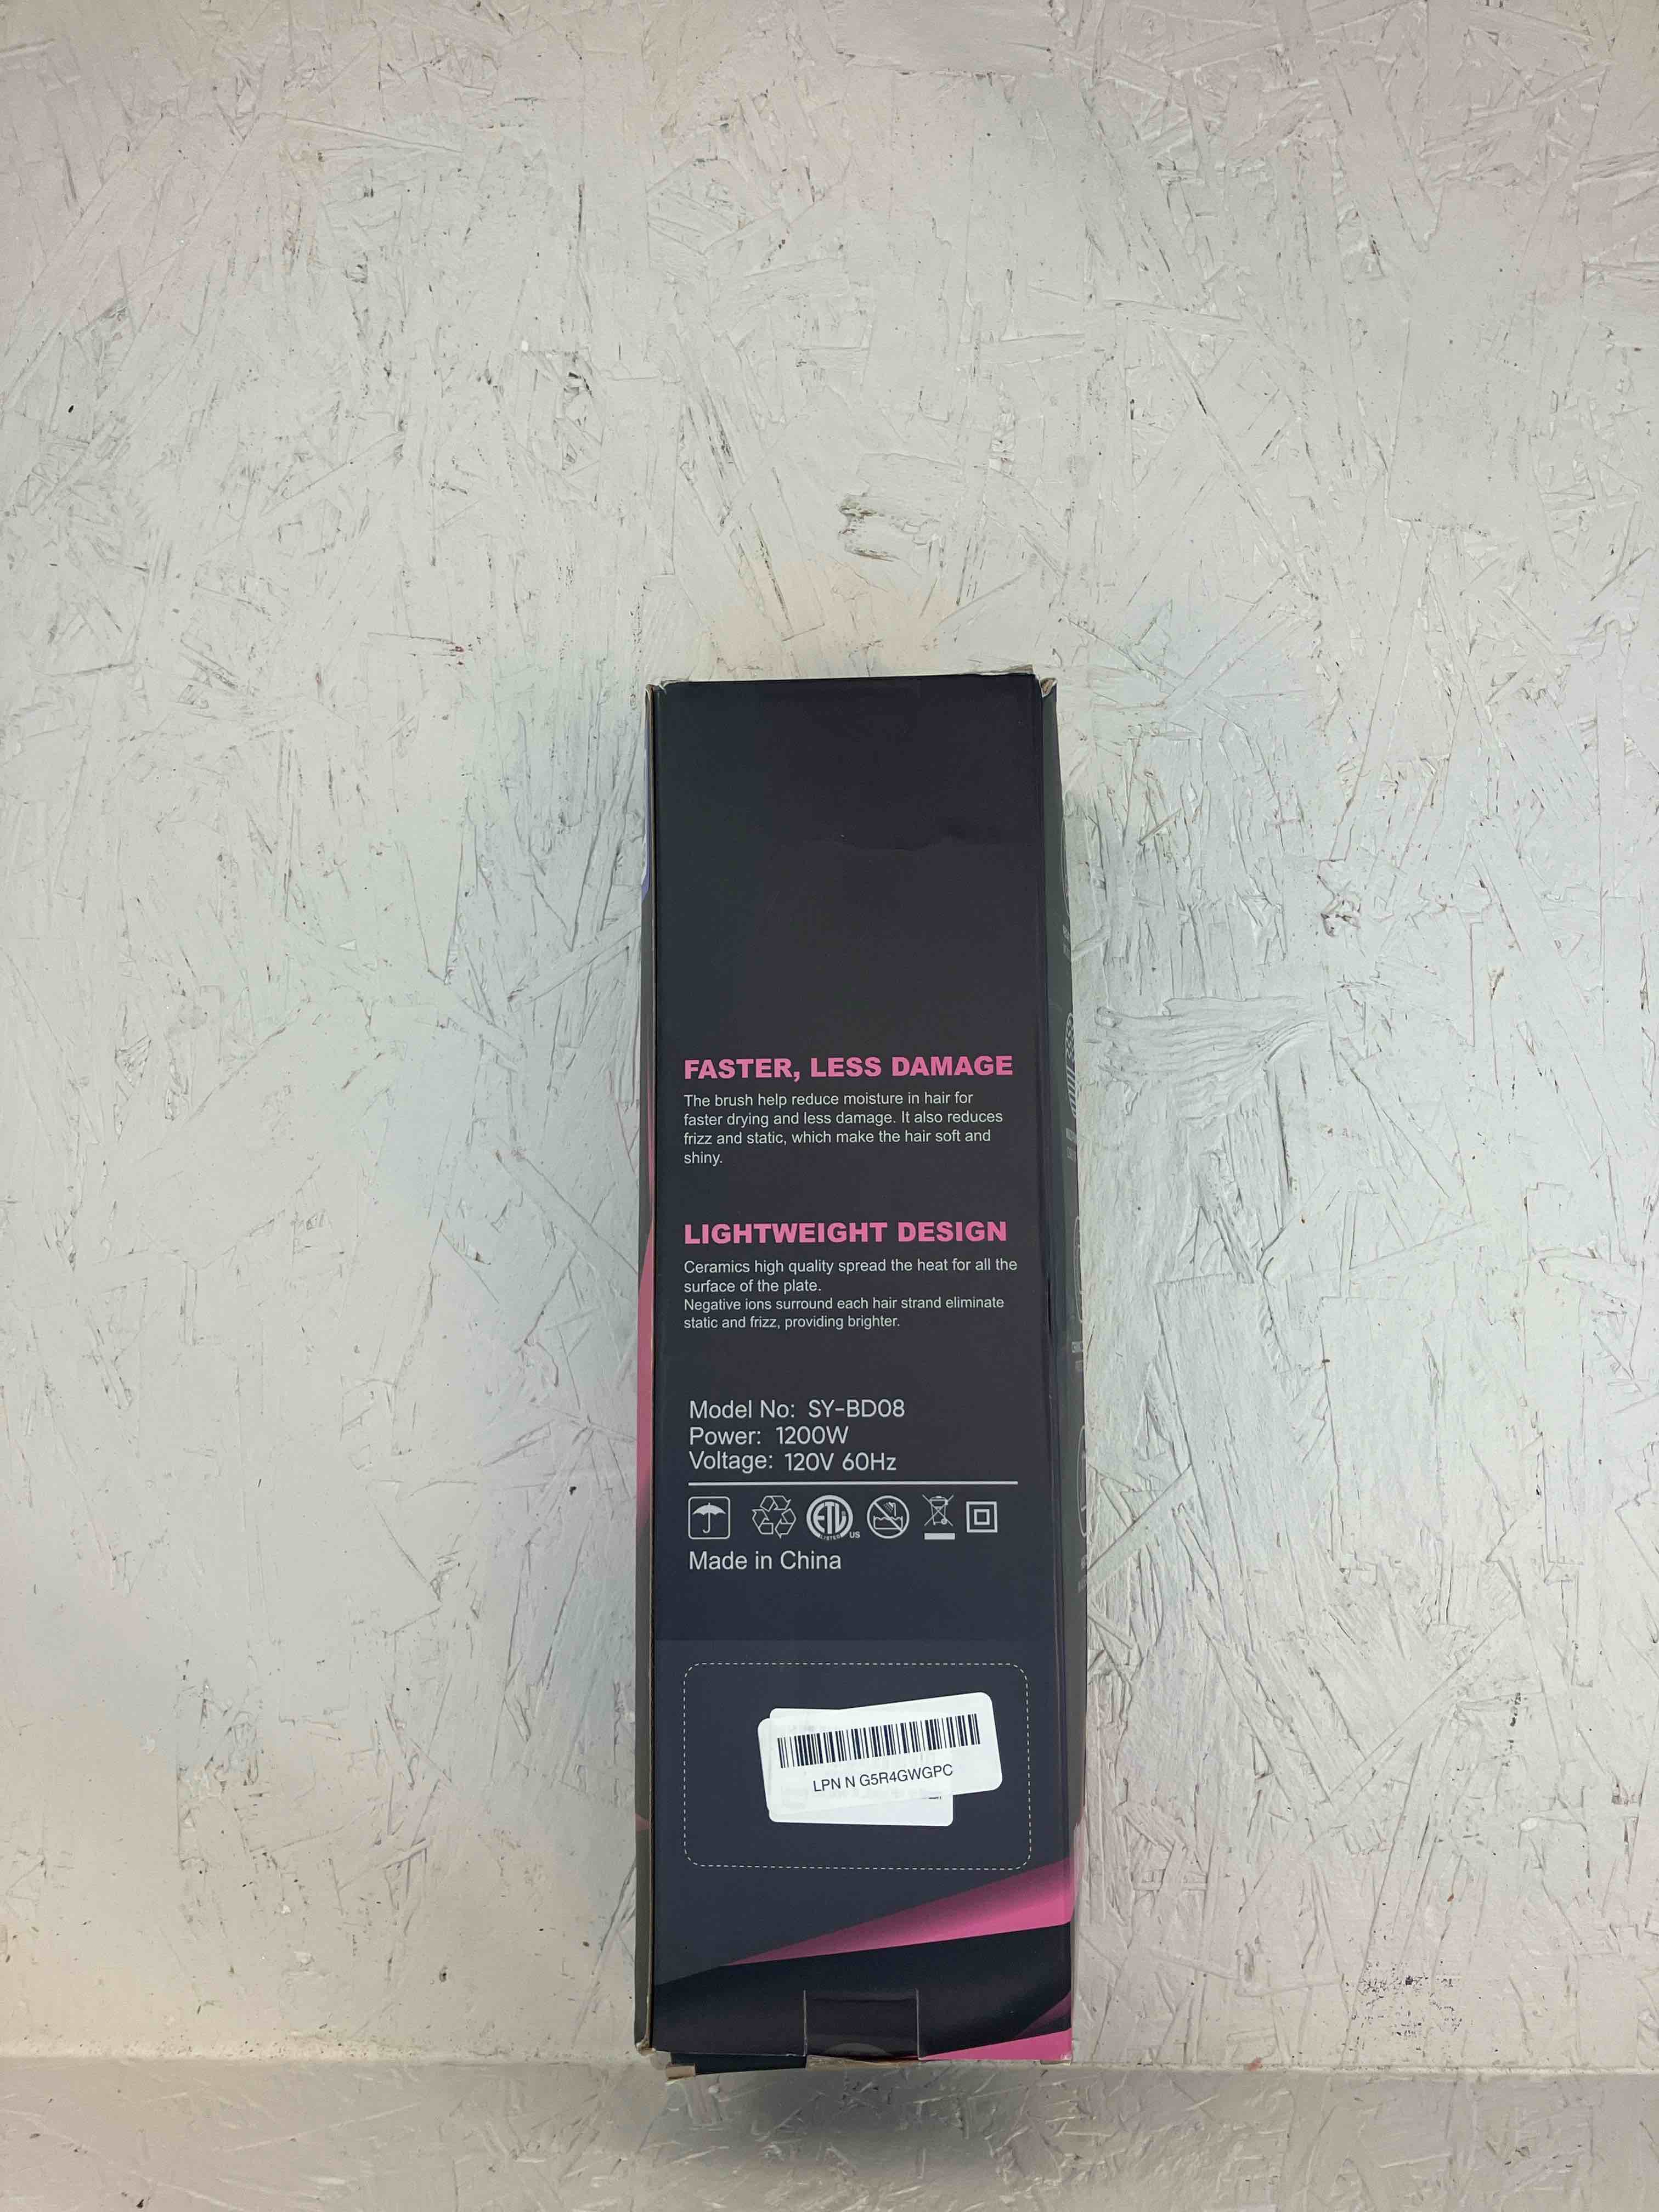 FASTER, LESS DAMAGE
The brush help reduce moisture in hair for
faster drying and less damage. It also reduces
frizz and static, which make the hair soft and
shiny.
LIGHTWEIGHT DESIGN
Ceramics high quality spread the heat for all the
surface of the plate.
Negative ions surround each hair strand eliminate
static and frizz, providing brighter.
Model No: SY-BD08
Power: 1200W
Voltage: 120V 60Hz
ETL LISTED US
Made in China
LPN N G5R4GWGPC